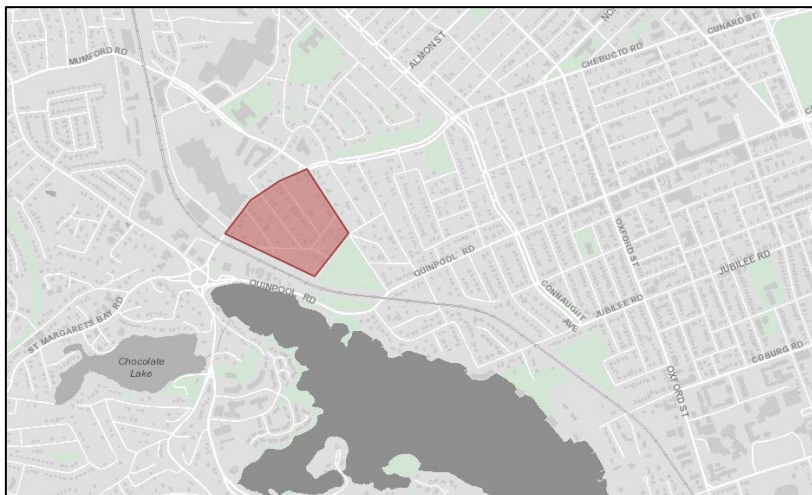 MUMFORD RD
ALMON ST
CUNARD ST
CHEBUCTO RD
QUINPOOL RD
OXFORD ST
JUBILEE RD
CONNAUGHT
AVE
JUBILEE RD
COBURG RD
OXFORD ST
QUINPOOL RD
ST MARGARETS BAY RD
Chocolate
Lake